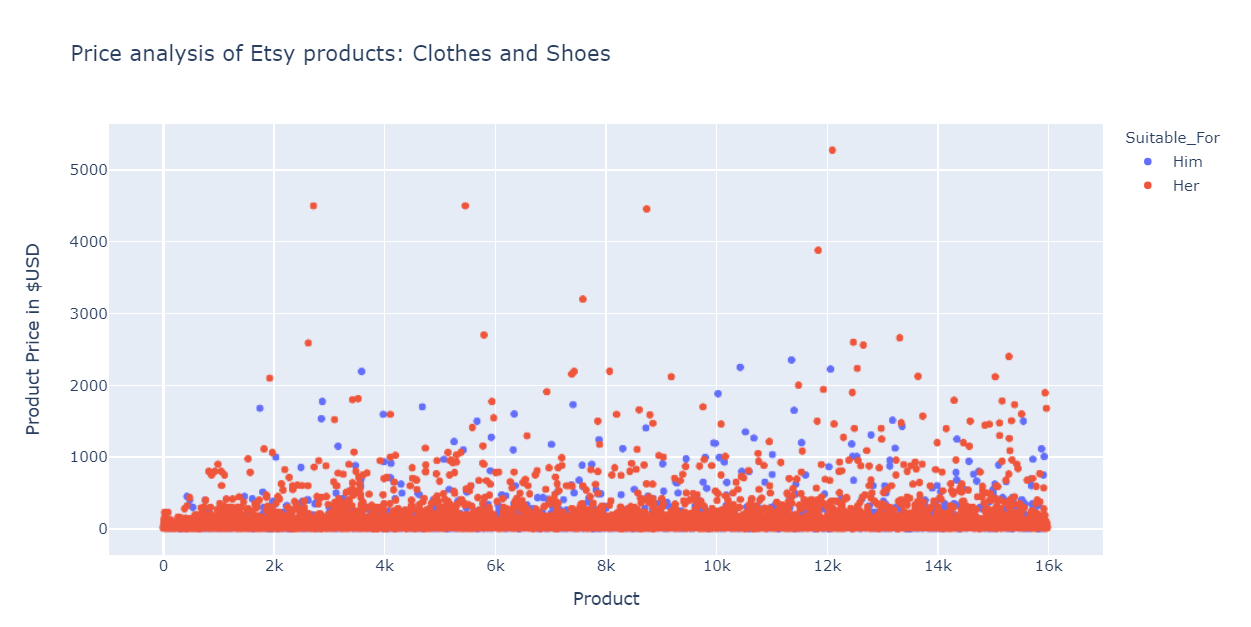 Price analysis of Etsy products: Clothes and Shoes
Suitable_For
Him
Her
Product Price in $USD
5000
4000
3000
2000
1000
0
0 2k 4k 6k 8k 10k 12k 14k 16k
Product